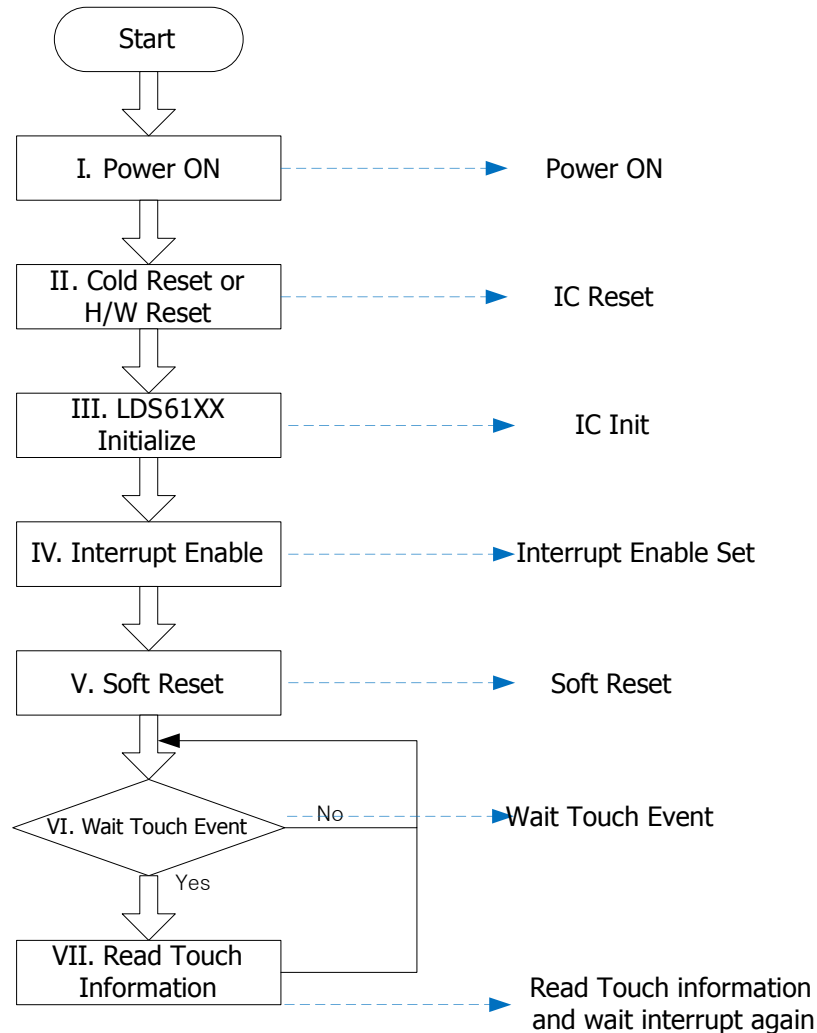 Start
I. Power ON
Power ON
II. Cold Reset or
H/W Reset
IC Reset
III. LDS61XX
Initialize
IC Init
IV. Interrupt Enable
Interrupt Enable Set
V. Soft Reset
Soft Reset
VI. Wait Touch Event
No
Wait Touch Event
Yes
VII. Read Touch
Information
Read Touch information
and wait interrupt again